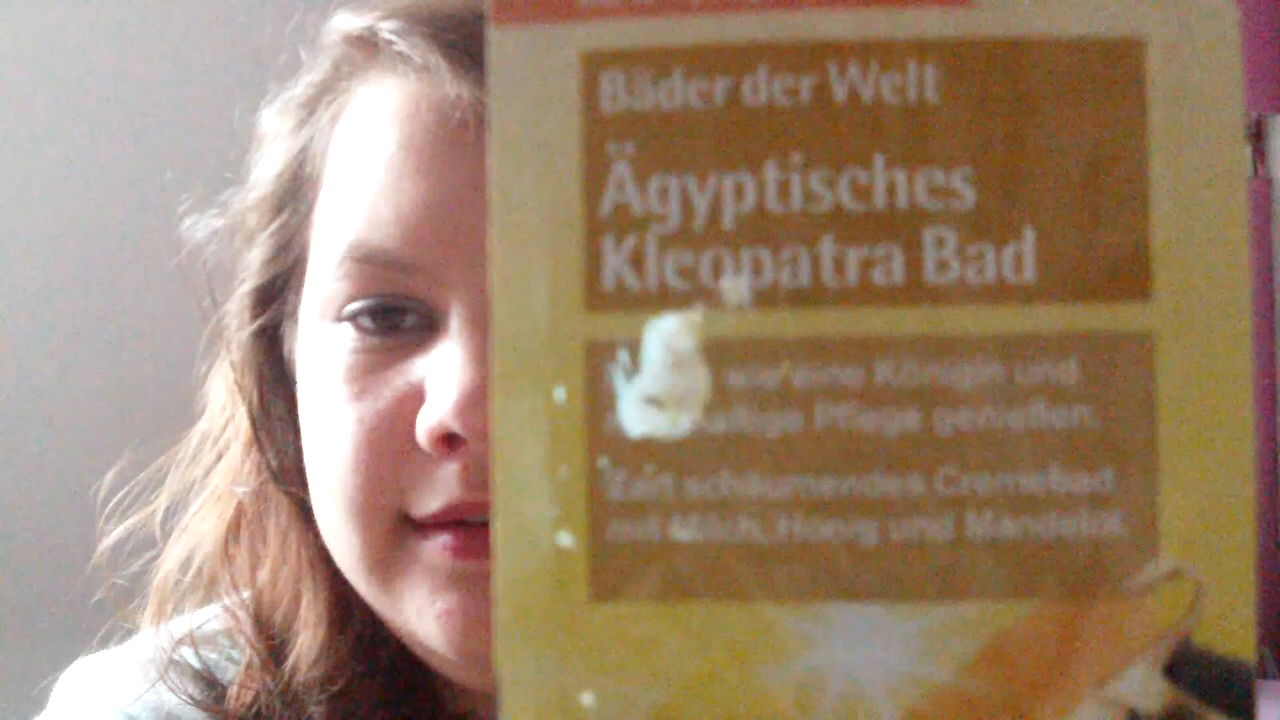 Bäder der Welt
Ägyptisches
Kleopatra Bad
wie eine Königin und
Pflege genießen.
Zart schäumendes Cremebad
mit Milch, Honig und Mandelöl.